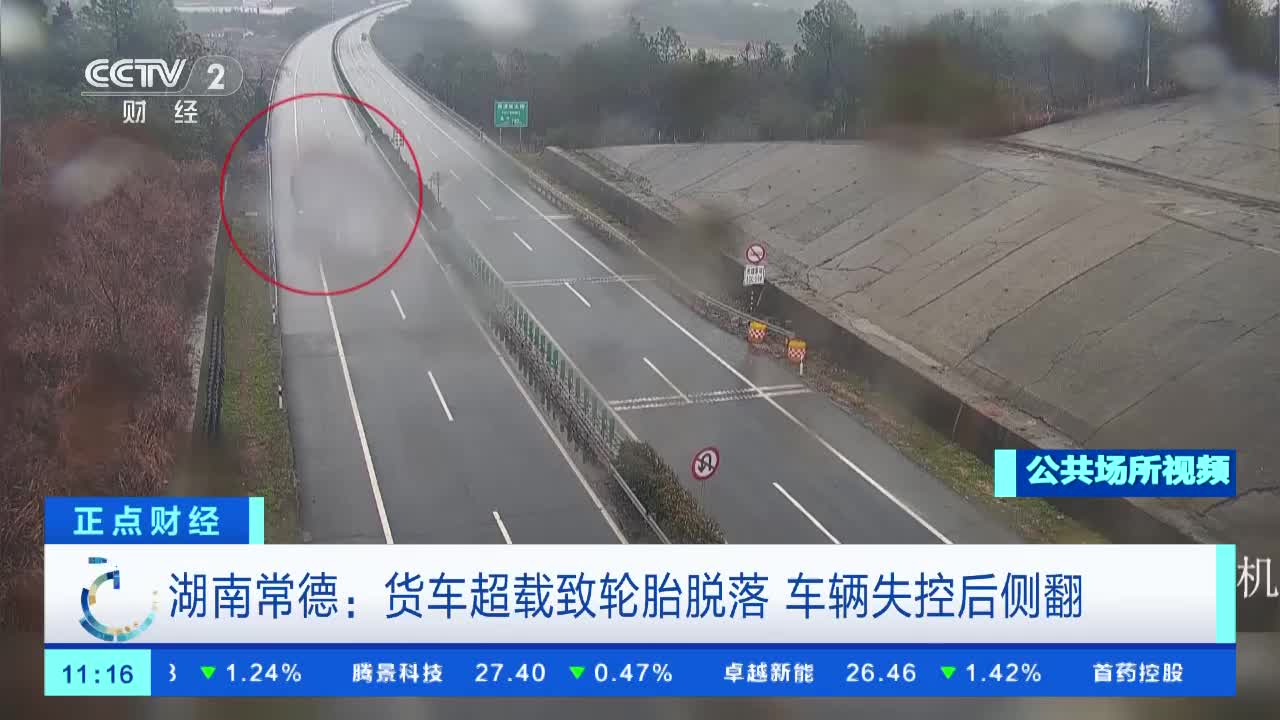 CCTV 2
财 经
公共场所视频
正点财经
湖南常德：货车超载致轮胎脱落 车辆失控后侧翻
机
11:16 3 ▼1.24% 腾景科技 27.40 ▼0.47% 卓越新能 26.46 ▼1.42% 首药控股